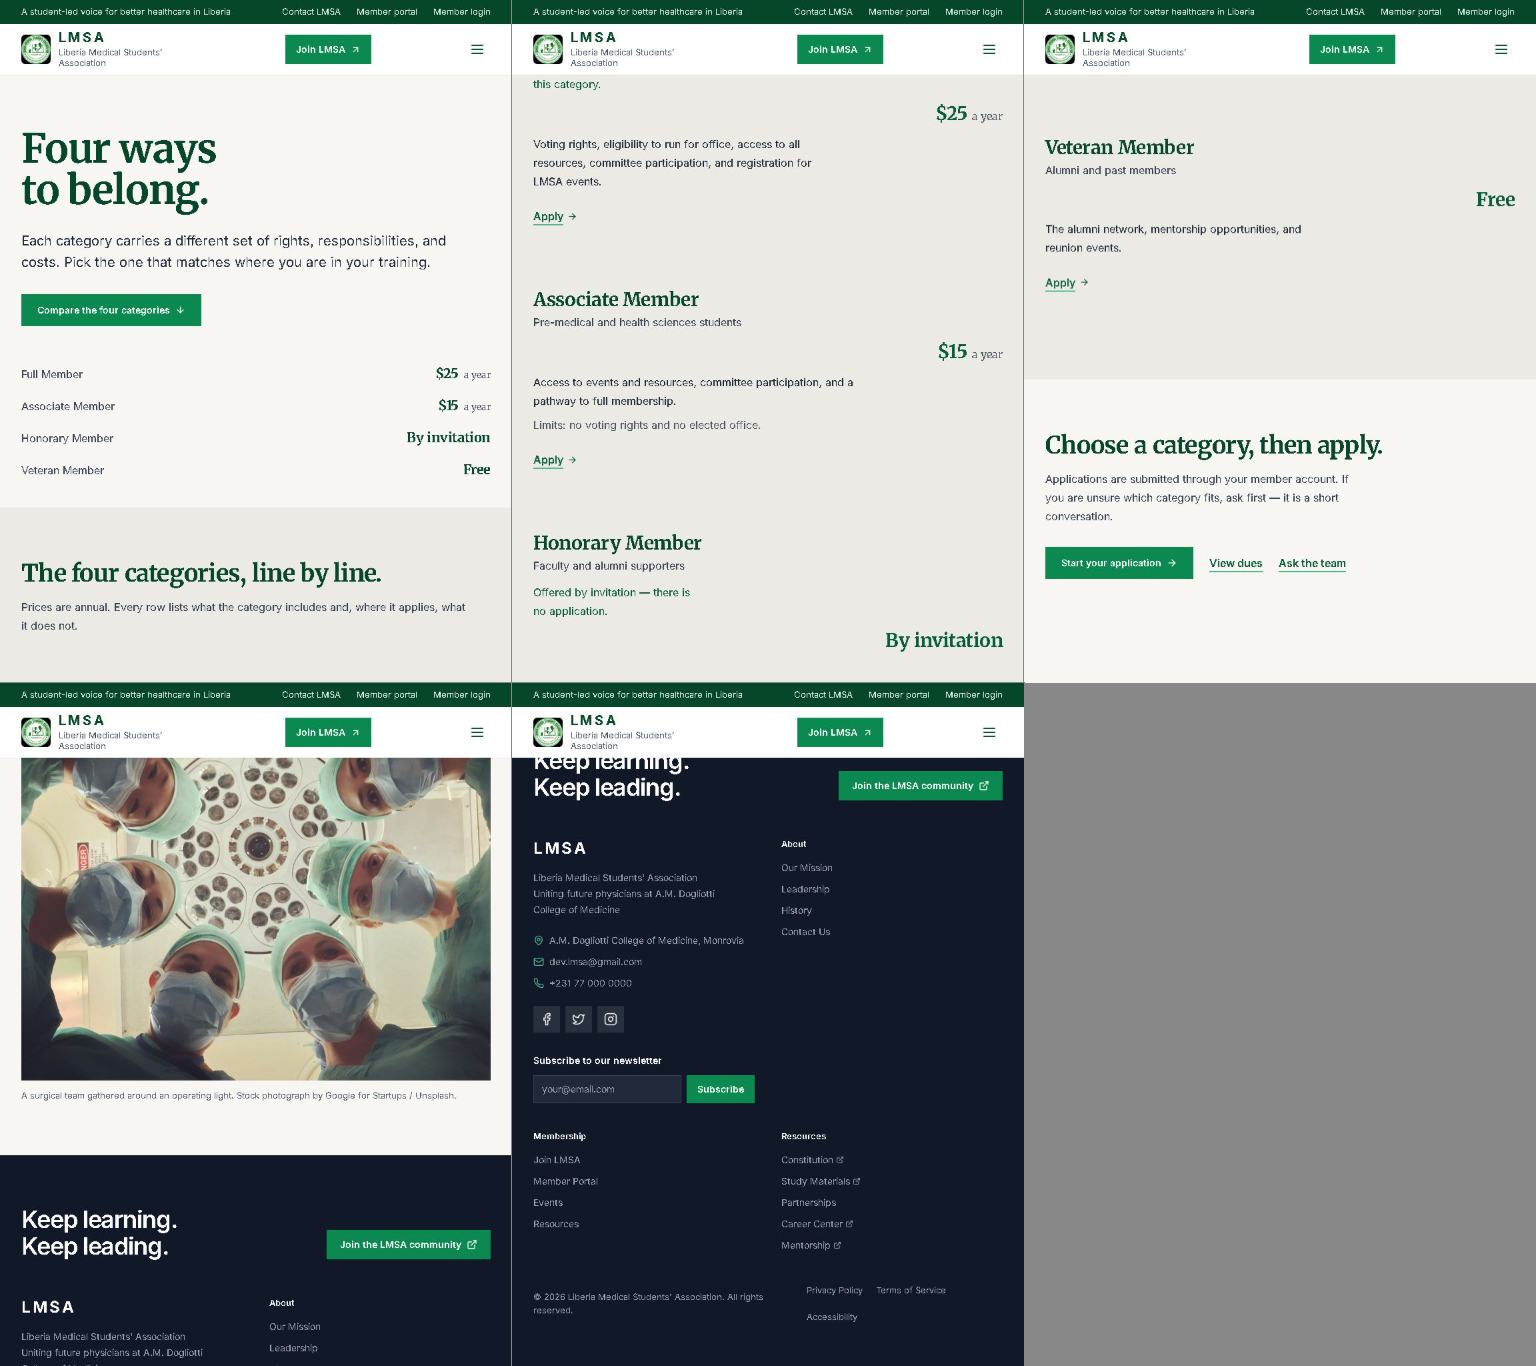 A student-led voice for better healthcare in Liberia
Contact LMSA
Member portal
Member login
LMSA
Liberia Medical Students'
Association
Join LMSA
Four ways
to belong.
Each category carries a different set of rights, responsibilities, and
costs. Pick the one that matches where you are in your training.
Compare the four categories
Full Member
$25 a year
Associate Member
$15 a year
Honorary Member
By invitation
Veteran Member
Free
The four categories, line by line.
Prices are annual. Every row lists what the category includes and, where it applies, what
it does not.
A student-led voice for better healthcare in Liberia
Contact LMSA
Member portal
Member login
LMSA
Liberia Medical Students'
Association
Join LMSA
this category.
$25 a year
Voting rights, eligibility to run for office, access to all
resources, committee participation, and registration for
LMSA events.
Apply
Associate Member
Pre-medical and health sciences students
$15 a year
Access to events and resources, committee participation, and a
pathway to full membership.
Limits: no voting rights and no elected office.
Apply
Honorary Member
Faculty and alumni supporters
Offered by invitation — there is
no application.
By invitation
A student-led voice for better healthcare in Liberia
Contact LMSA
Member portal
Member login
LMSA
Liberia Medical Students'
Association
Join LMSA
Veteran Member
Alumni and past members
Free
The alumni network, mentorship opportunities, and
reunion events.
Apply
Choose a category, then apply.
Applications are submitted through your member account. If
you are unsure which category fits, ask first — it is a short
conversation.
Start your application
View dues
Ask the team
A student-led voice for better healthcare in Liberia
Contact LMSA
Member portal
Member login
LMSA
Liberia Medical Students'
Association
Join LMSA
A surgical team gathered around an operating light. Stock photograph by Google for Startups / Unsplash.
Keep learning.
Keep leading.
Join the LMSA community
LMSA
Liberia Medical Students' Association
Uniting future physicians at A.M. Dogliotti
About
Our Mission
Leadership
A student-led voice for better healthcare in Liberia
Contact LMSA
Member portal
Member login
LMSA
Liberia Medical Students'
Association
Join LMSA
Keep learning.
Keep leading.
Join the LMSA community
LMSA
Liberia Medical Students' Association
Uniting future physicians at A.M. Dogliotti
College of Medicine
A.M. Dogliotti College of Medicine, Monrovia
dev.lmsa@gmail.com
+231 77 000 0000
About
Our Mission
Leadership
History
Contact Us
Subscribe to our newsletter
your@email.com
Subscribe
Membership
Join LMSA
Member Portal
Events
Resources
Resources
Constitution
Study Materials
Partnerships
Career Center
Mentorship
© 2026 Liberia Medical Students' Association. All rights
reserved.
Privacy Policy
Terms of Service
Accessibility